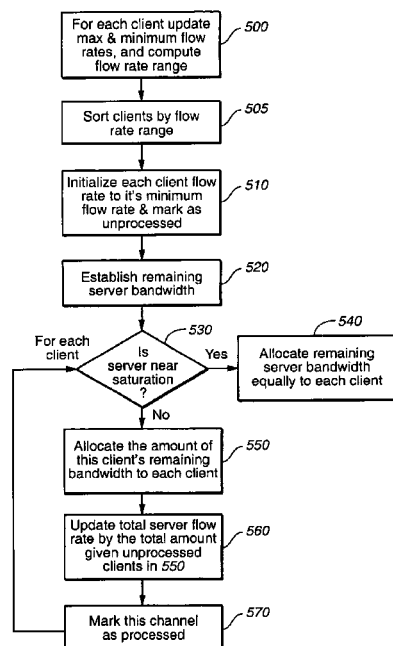 For each client update
max & minimum flow
rates, and compute
flow rate range
500
Sort clients by flow
rate range
505
Initialize each client flow
rate to it's minimum
flow rate & mark as
unprocessed
510
Establish remaining
server bandwidth
520
For each
client
Is
server near
saturation
?
530
Yes
Allocate remaining
server bandwidth
equally to each client
540
No
Allocate the amount of
this client's remaining
bandwidth to each client
550
Update total server flow
rate by the total amount
given unprocessed
clients in 550
560
Mark this channel
as processed
570